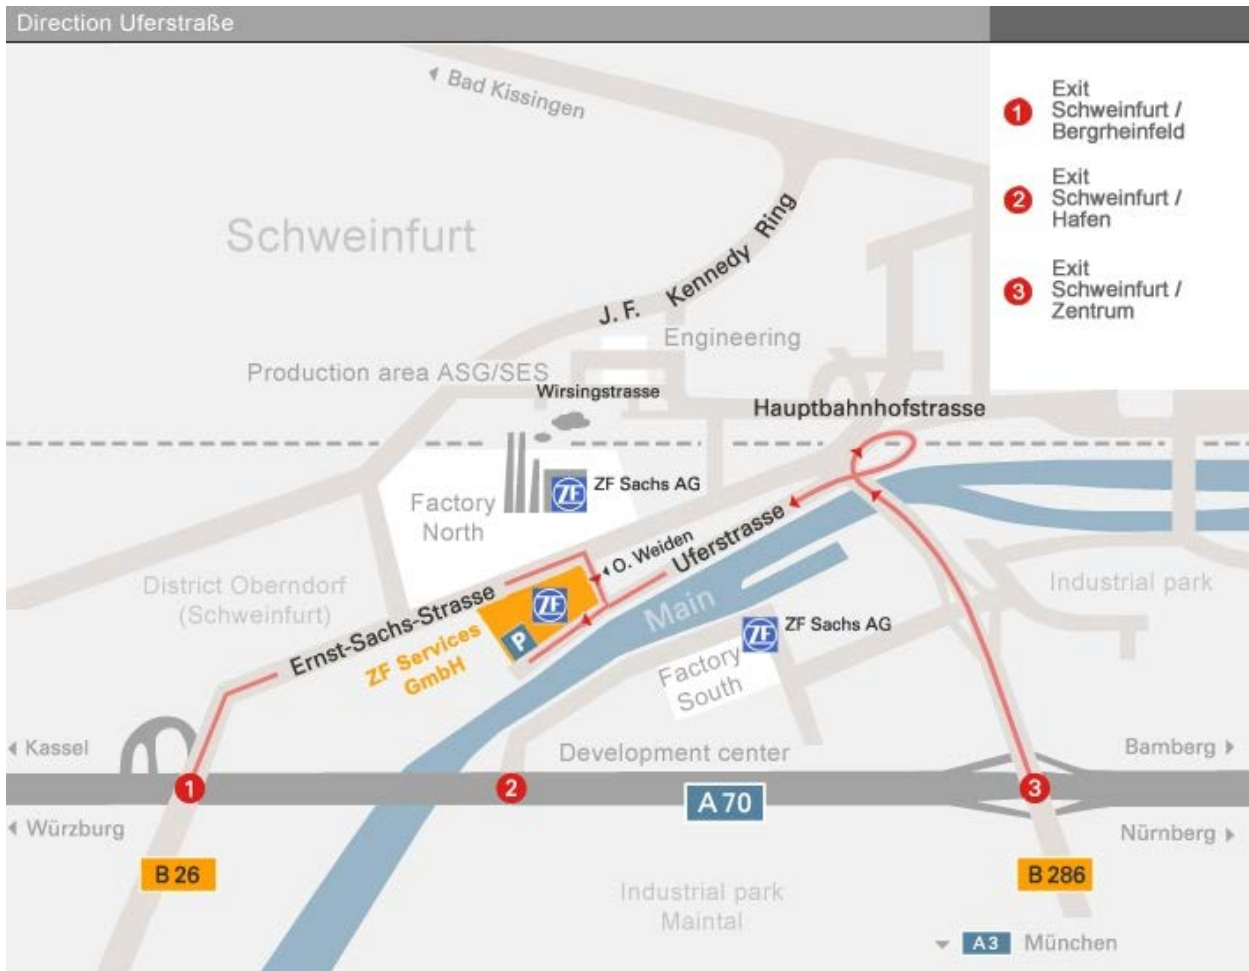 Direction Uferstraße
Bad Kissingen
1
Exit
Schweinfurt /
Bergrheinfeld
2
Exit
Schweinfurt /
Hafen
3
Exit
Schweinfurt /
Zentrum
Schweinfurt
J. F. Kennedy Ring
Engineering
Production area ASG/SES
Wirsingstrasse
Hauptbahnhofstrasse
ZF
ZF Sachs AG
Factory
North
O. Weiden
Uferstrasse
District Oberndorf
(Schweinfurt)
Industrial park
Ernst-Sachs-Strasse
ZF
P
ZF Services
GmbH
Main
ZF
ZF Sachs AG
Factory
South
Kassel
Development center
Bamberg
1
2
3
A 70
Würzburg
Nürnberg
B 26
B 286
Industrial park
Maintal
A 3
München